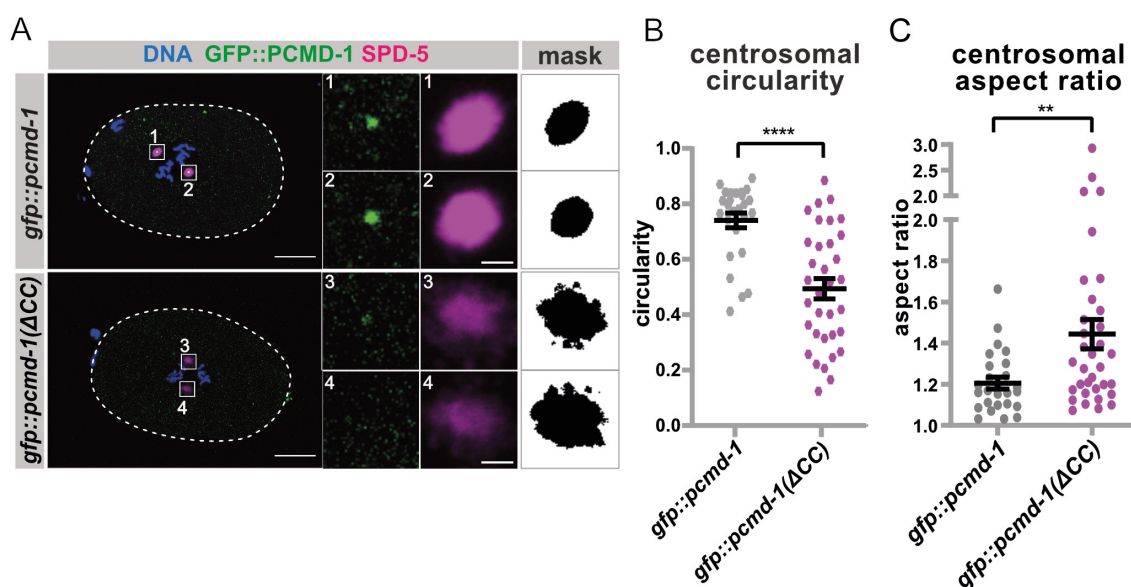 A
DNA GFP::PCMD-1 SPD-5
mask
gfp::pcmd-1
1
2
1
1
2
2
gfp::pcmd-1(ΔCC)
3
4
3
3
4
4
B
centrosomal
circularity
****
circularity
1.0
0.8
0.6
0.4
0.2
0.0
gfp::pcmd-1
gfp::pcmd-1(ΔCC)
C
centrosomal
aspect ratio
**
aspect ratio
3.0
2.5
2.0
2.0
1.8
1.6
1.4
1.2
1.0
gfp::pcmd-1
gfp::pcmd-1(ΔCC)